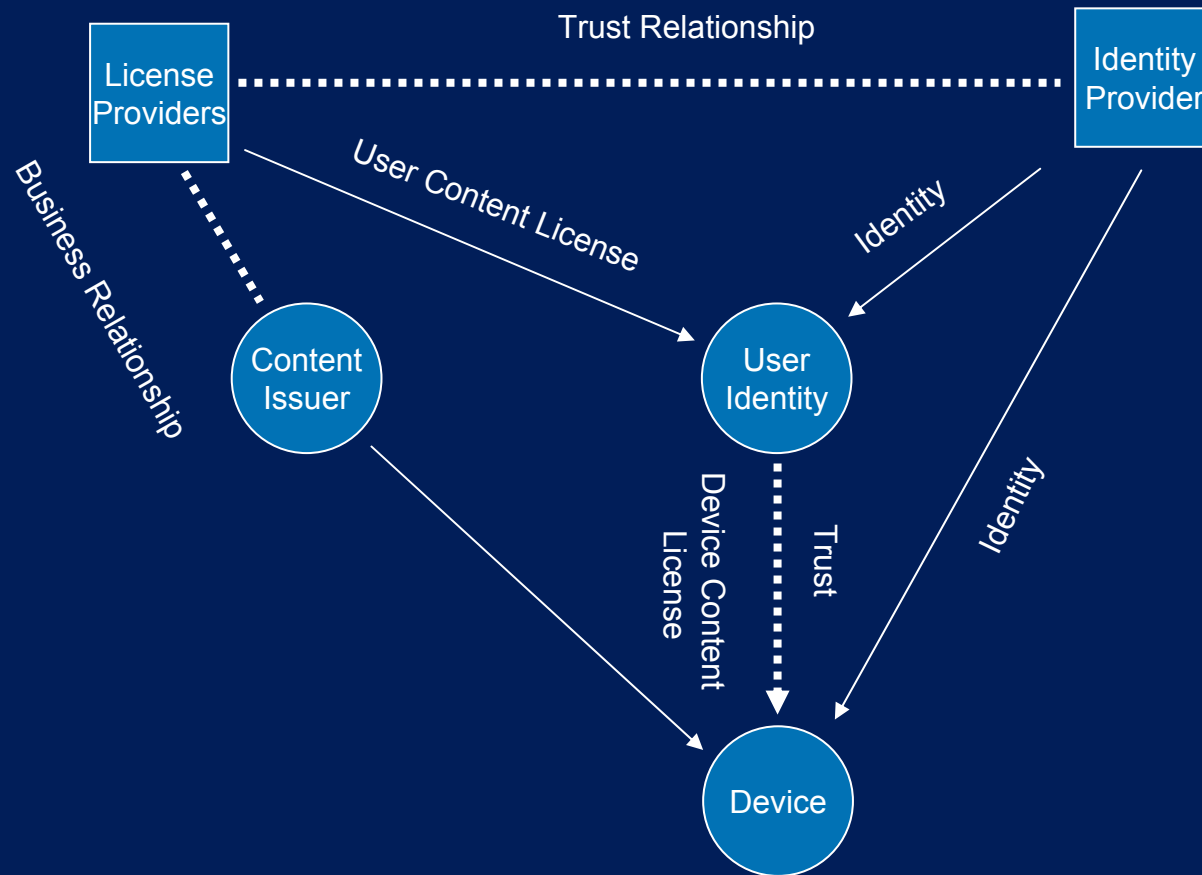 Trust Relationship
License
Providers
Identity
Provider
User Content License
Identity
Business Relationship
Content
Issuer
User
Identity
Device Content
License
Trust
Identity
Device